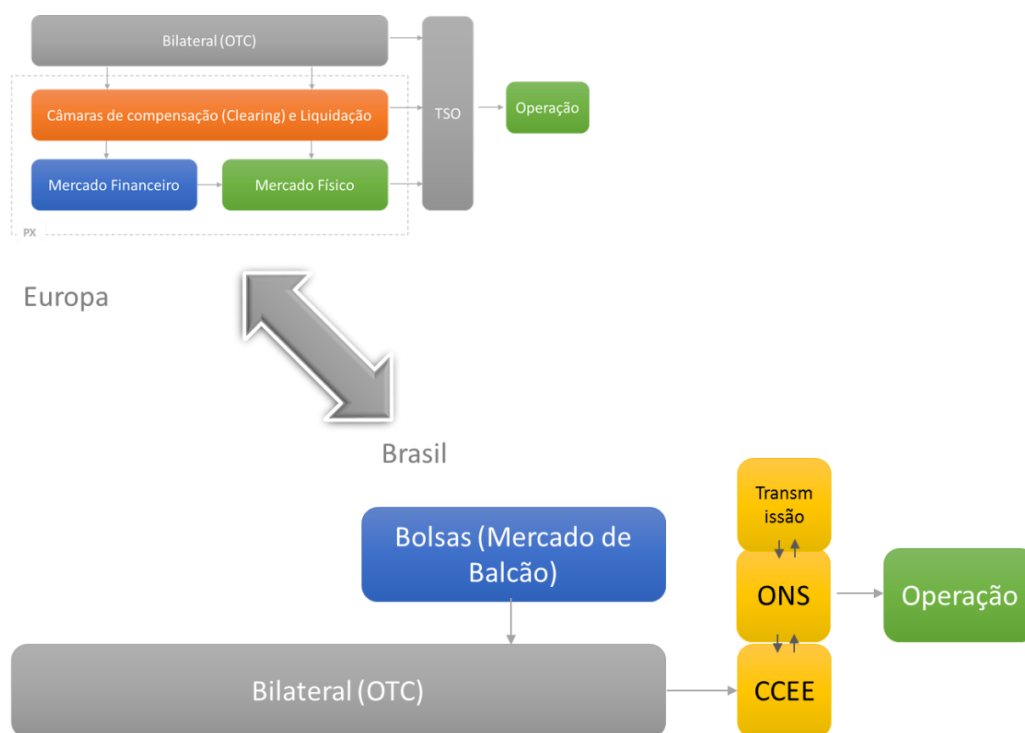 Bilateral (OTC)
Câmaras de compensação (Clearing) e Liquidação
TSO
Operação
Mercado Financeiro
Mercado Físico
PX
Europa
Brasil
Transm
issão
Bolsas (Mercado de
Balcão)
ONS
Operação
Bilateral (OTC)
CCEE